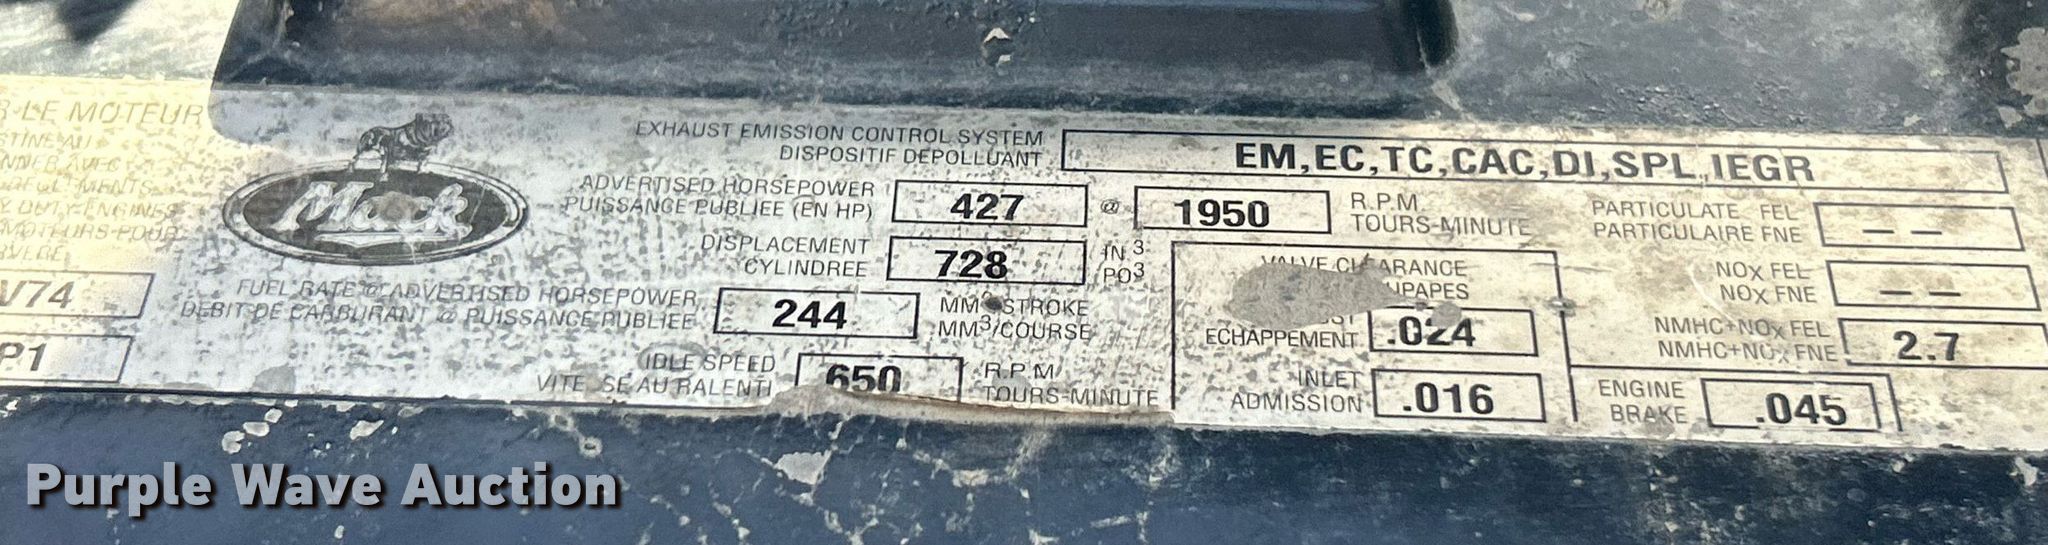 R LE MOTEUR
V74
P1
Mack
EXHAUST EMISSION CONTROL SYSTEM
DISPOSITIF DEPOLLUANT
EM,EC,TC,CAC,DI,SPL,IEGR
ADVERTISED HORSEPOWER
PUISSANCE PUBLIEE (EN HP)
427 @ 1950 R.P.M
TOURS-MINUTE
DISPLACEMENT
CYLINDREE
728 IN3
PO3
FUEL RATE @ ADVERTISED HORSEPOWER
DEBIT DE CARBURANT @ PUISSANCE PUBLIEE
244 MM3 STROKE
MM3/COURSE
IDLE SPEED
VITE SE AU RALENTI
650 R.P.M
TOURS-MINUTE
VALVE CLEARANCE
ECHAPPEMENT .024
INLET
ADMISSION .016
PARTICULATE FEL
PARTICULAIRE FNE
– –
NOX FEL
NOX FNE
– –
NMHC+NOX FEL
NMHC+NOX FNE
2.7
ENGINE
BRAKE
.045
Purple Wave Auction